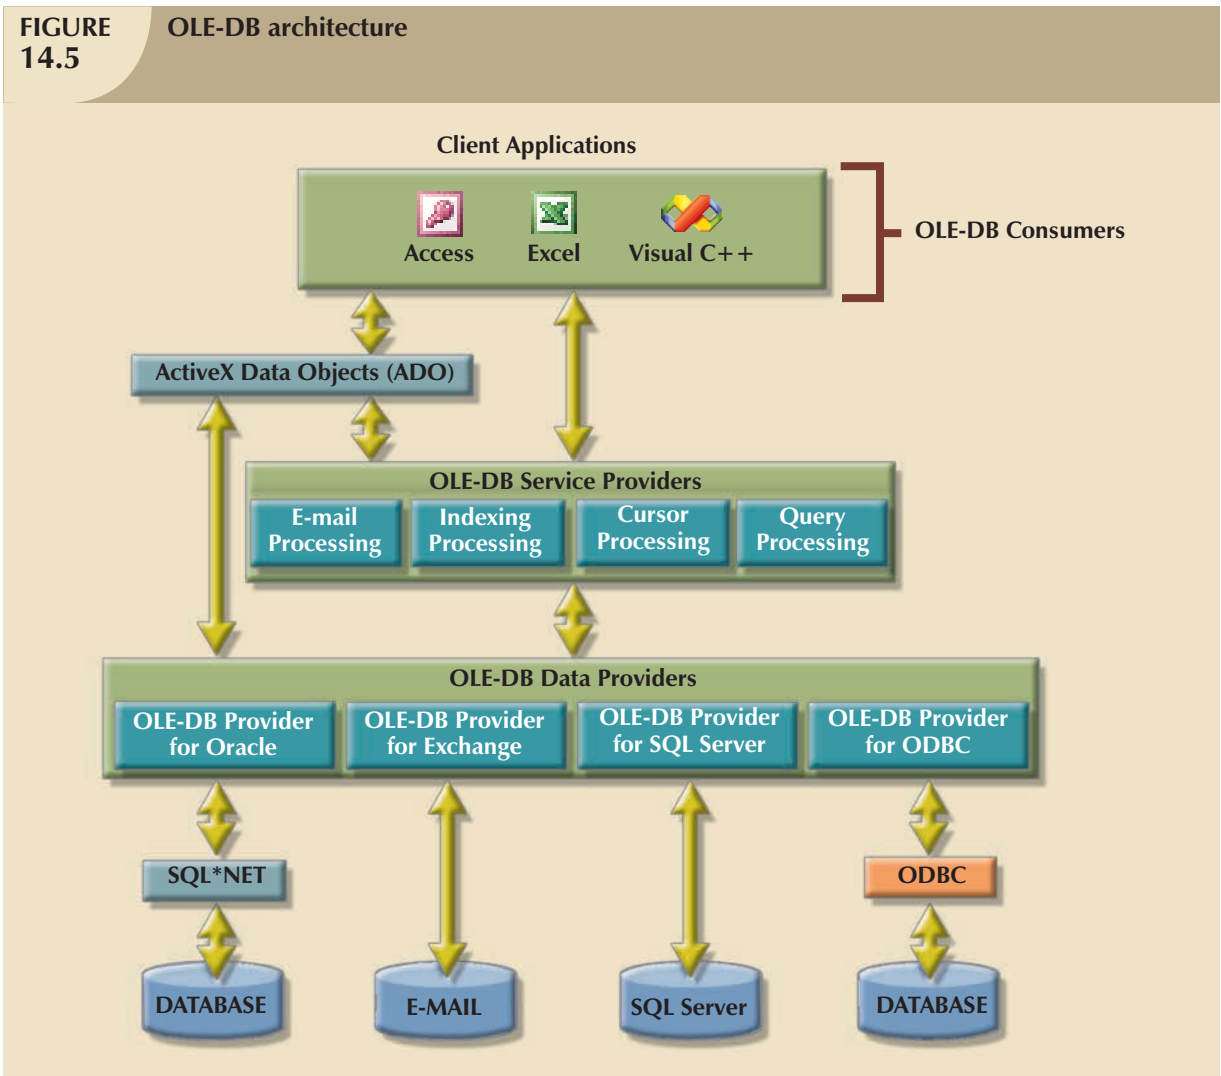 FIGURE
14.5
OLE-DB architecture
Client Applications
Access
Excel
Visual C++
OLE-DB Consumers
ActiveX Data Objects (ADO)
OLE-DB Service Providers
E-mail
Processing
Indexing
Processing
Cursor
Processing
Query
Processing
OLE-DB Data Providers
OLE-DB Provider
for Oracle
OLE-DB Provider
for Exchange
OLE-DB Provider
for SQL Server
OLE-DB Provider
for ODBC
SQL*NET
ODBC
DATABASE
E-MAIL
SQL Server
DATABASE